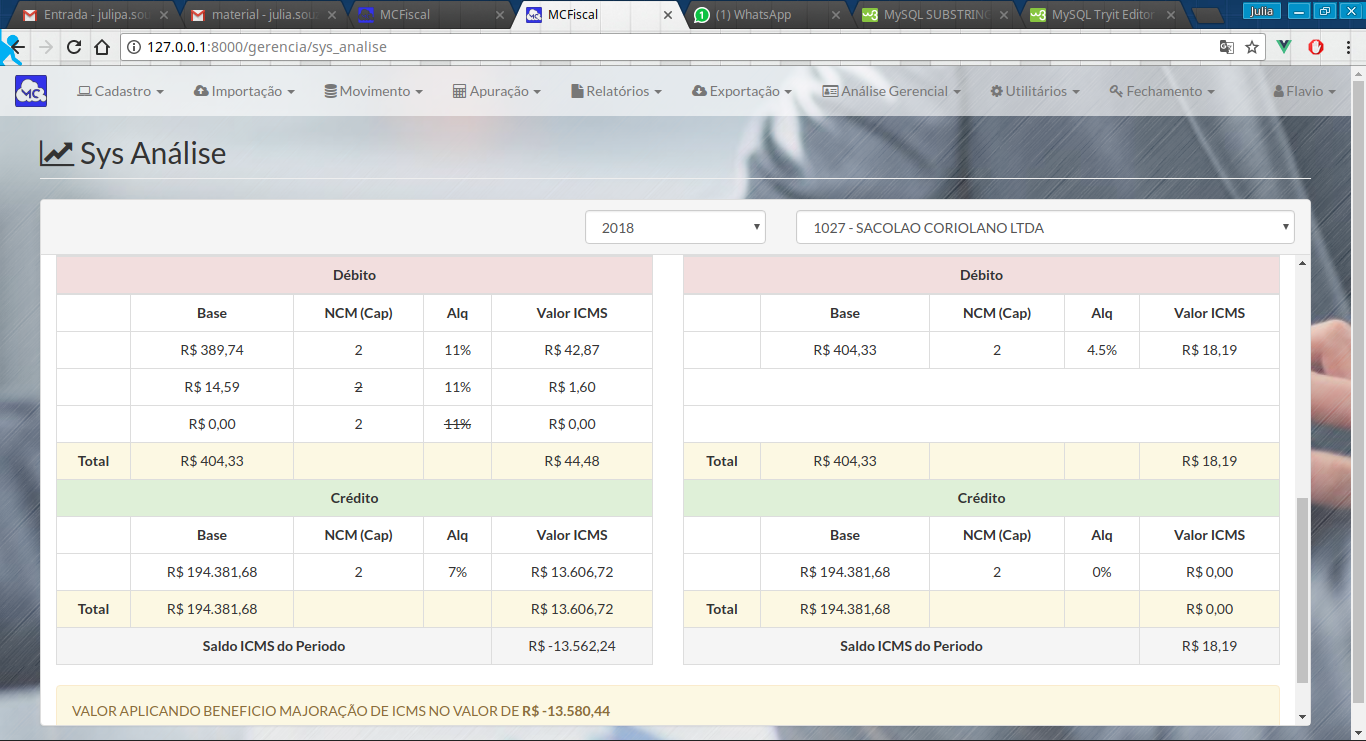 Entrada - julipa.sou
material - julia.sou
MCFiscal
MCFiscal
(1) WhatsApp
MySQL SUBSTRING
MySQL Tryit Editor
Julia
127.0.0.1:8000/gerencia/sys_analise
MC
Cadastro
Importação
Movimento
Apuração
Relatórios
Exportação
Análise Gerencial
Utilitários
Fechamento
Flavio
Sys Análise
2018
1027 - SACOLAO CORIOLANO LTDA
Débito
Base NCM (Cap) Alq Valor ICMS
R$ 389,74 2 11% R$ 42,87
R$ 14,59 2 11% R$ 1,60
R$ 0,00 2 11% R$ 0,00
Total R$ 404,33 R$ 44,48
Crédito
Base NCM (Cap) Alq Valor ICMS
R$ 194.381,68 2 7% R$ 13.606,72
Total R$ 194.381,68 R$ 13.606,72
Saldo ICMS do Periodo R$ -13.562,24
Débito
Base NCM (Cap) Alq Valor ICMS
R$ 404,33 2 4.5% R$ 18,19
Total R$ 404,33 R$ 18,19
Crédito
Base NCM (Cap) Alq Valor ICMS
R$ 194.381,68 2 0% R$ 0,00
Total R$ 194.381,68 R$ 0,00
Saldo ICMS do Periodo R$ 18,19
VALOR APLICANDO BENEFICIO MAJORAÇÃO DE ICMS NO VALOR DE R$ -13.580,44